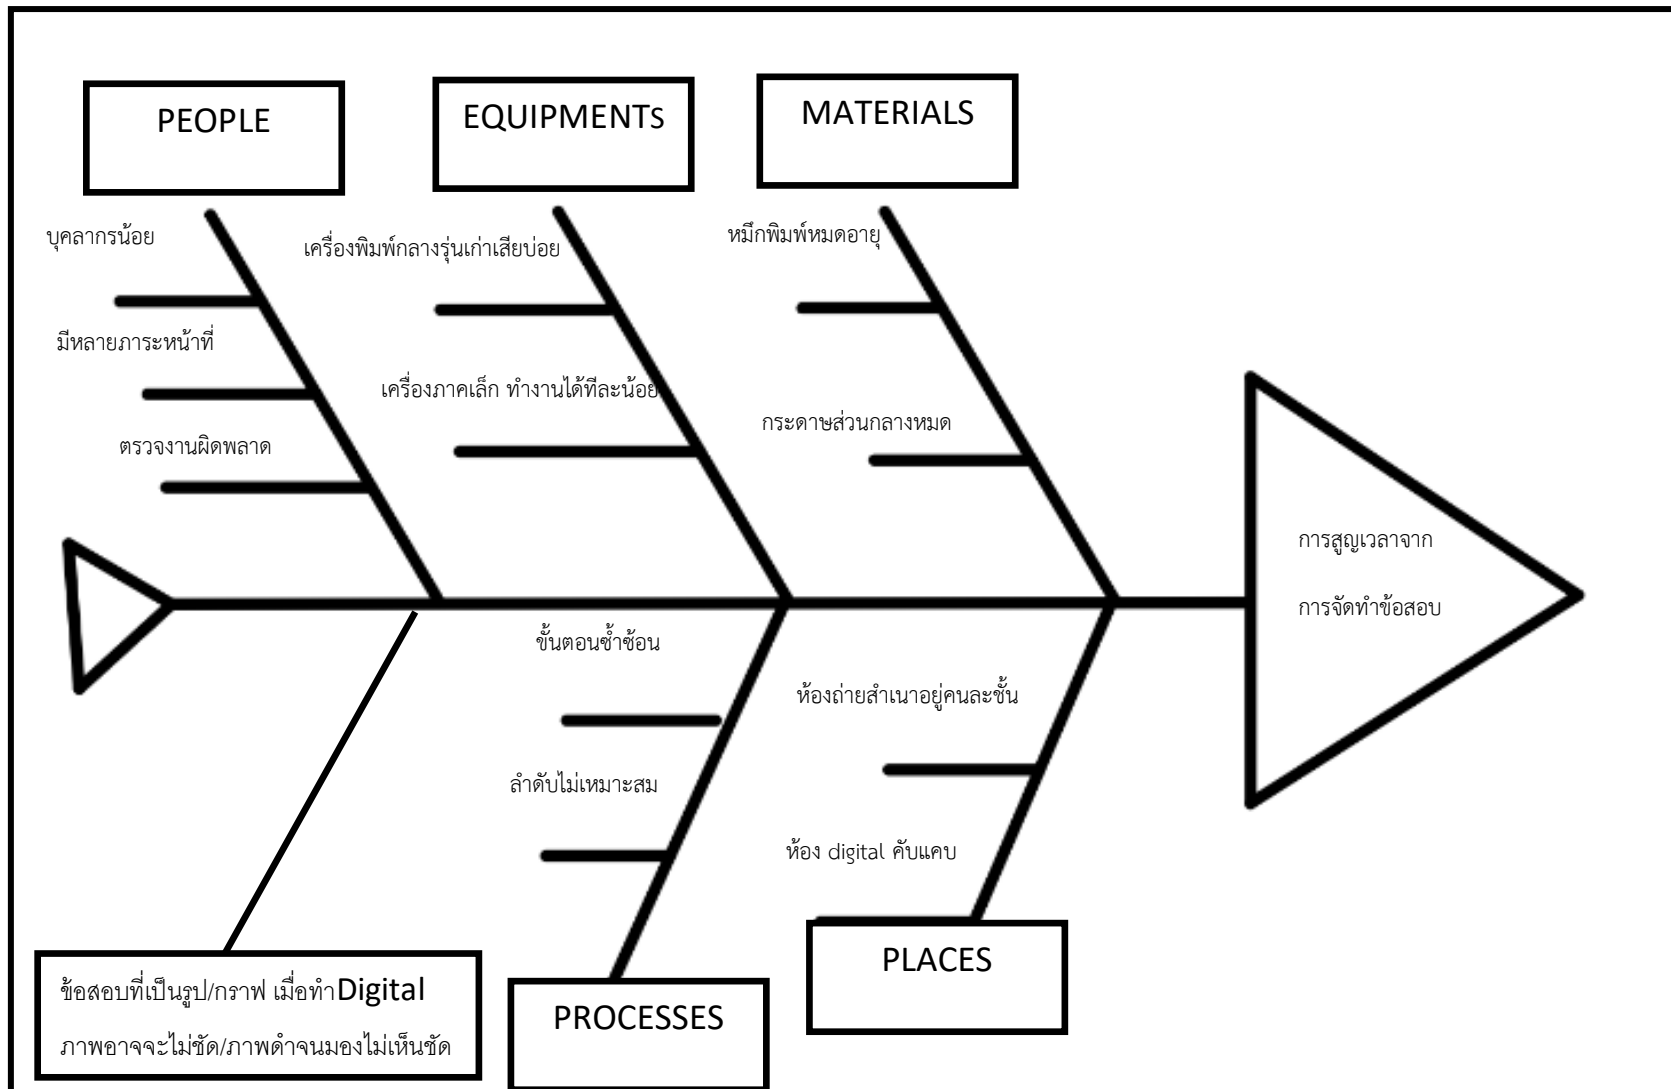 PEOPLE
EQUIPMENTs
MATERIALS
บุคลากรน้อย
เครื่องพิมพ์กลางรุ่นเก่าเสียบ่อย
หมึกพิมพ์หมดอายุ
มีหลายภาระหน้าที่
เครื่องภาคเล็ก ทำงานได้ทีละน้อย
กระดาษส่วนกลางหมด
ตรวจงานผิดพลาด
การสูญเวลาจาก
การจัดทำข้อสอบ
ขั้นตอนซ้ำซ้อน
ห้องถ่ายสำเนาอยู่คนละชั้น
ลำดับไม่เหมาะสม
ห้อง digital คับแคบ
PLACES
ข้อสอบที่เป็นรูป/กราฟ เมื่อทำDigital
ภาพอาจจะไม่ชัด/ภาพดำจนมองไม่เห็นชัด
PROCESSES